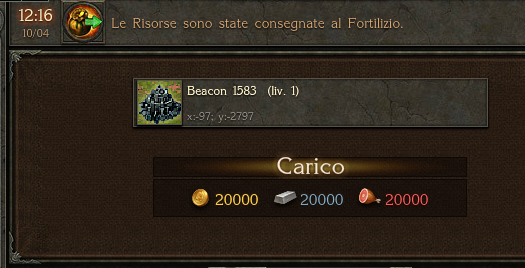 12:16
10/04
Le Risorse sono state consegnate al Fortilizio.
Beacon 1583 (liv. 1)
x:-97; y:-2797
Carico
20000 20000 20000